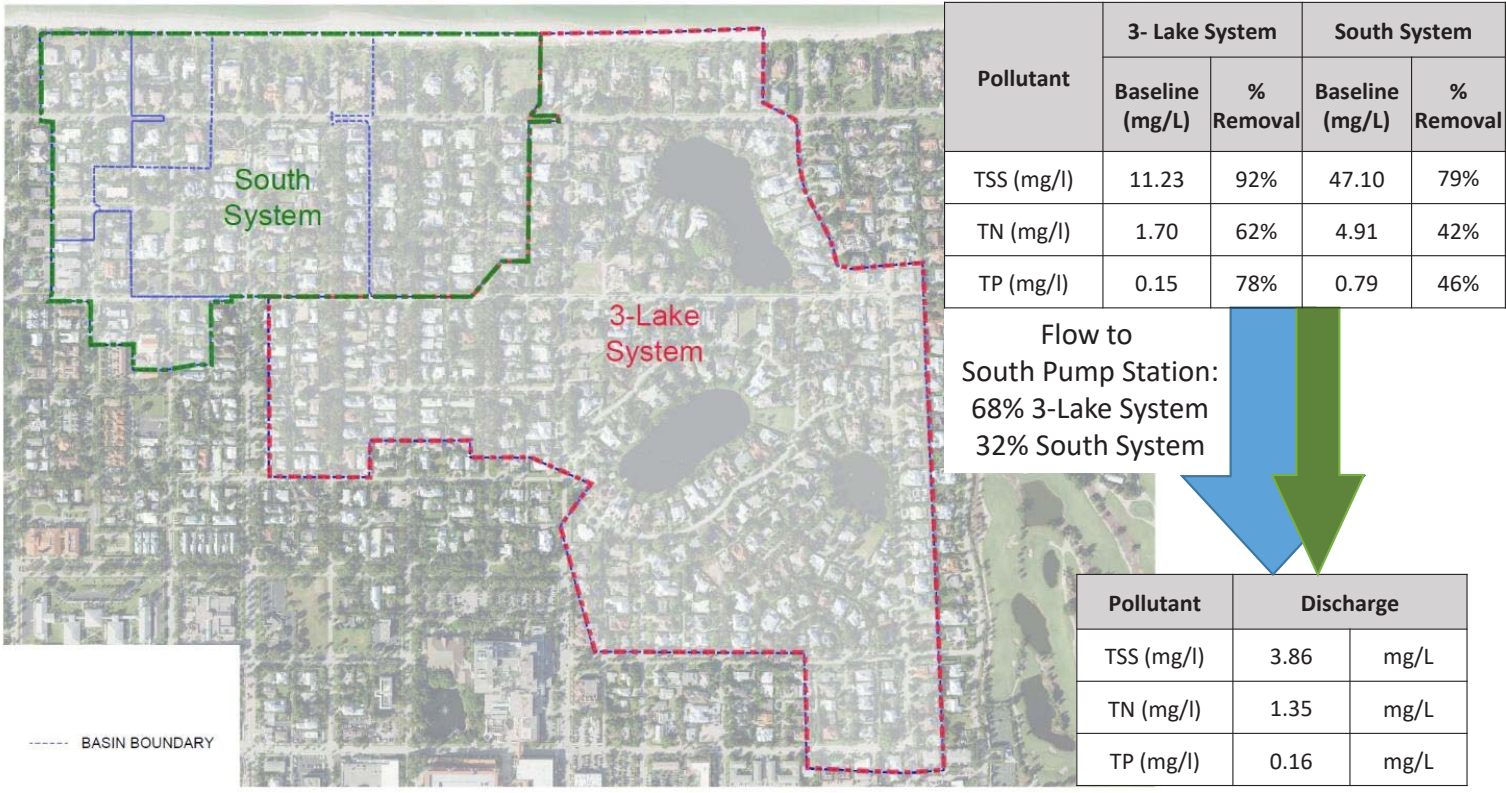 South
System
3-Lake
System
BASIN BOUNDARY
Pollutant
3- Lake System
South System
Baseline (mg/L)
% Removal
Baseline (mg/L)
% Removal
TSS (mg/l) 11.23 92% 47.10 79%
TN (mg/l) 1.70 62% 4.91 42%
TP (mg/l) 0.15 78% 0.79 46%
Flow to
South Pump Station:
68% 3-Lake System
32% South System
Pollutant Discharge
TSS (mg/l) 3.86 mg/L
TN (mg/l) 1.35 mg/L
TP (mg/l) 0.16 mg/L